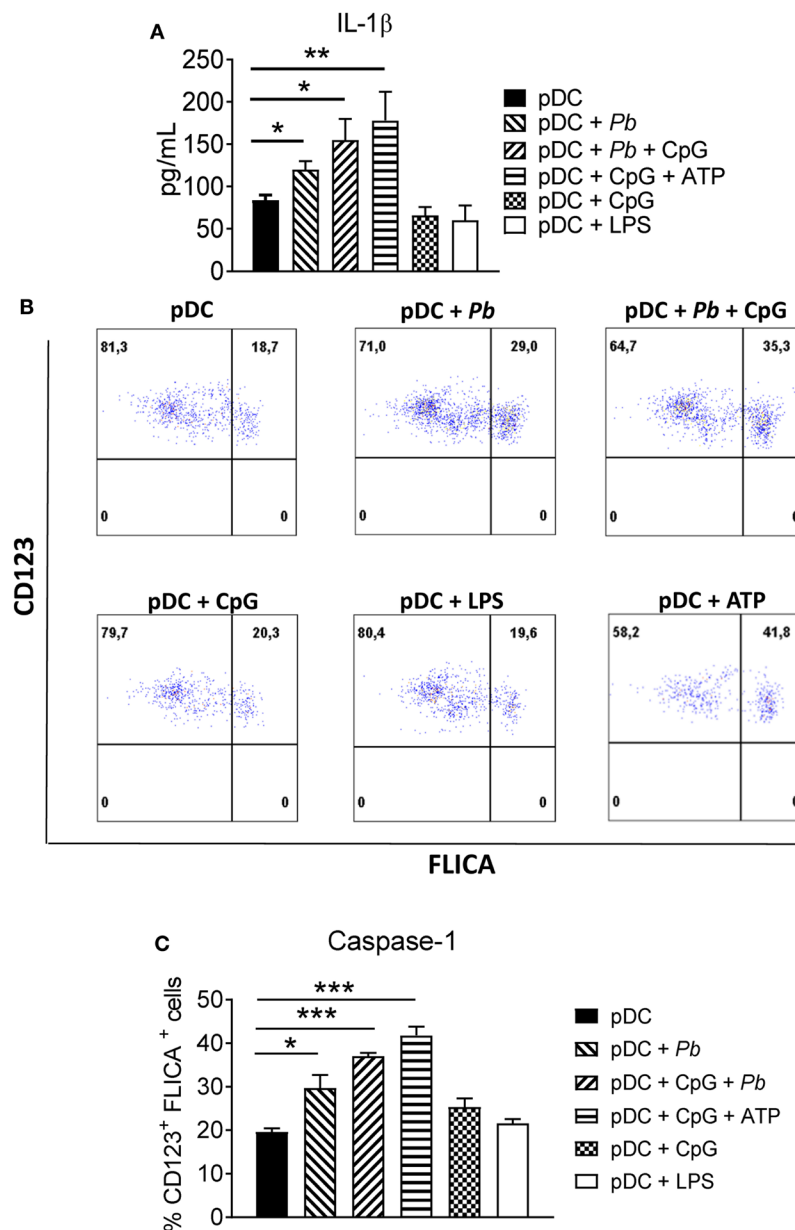 A
IL-1β
**
*
*
250
200
150
100
50
0
pg/mL
pDC
pDC + Pb
pDC + Pb + CpG
pDC + CpG + ATP
pDC + CpG
pDC + LPS
B
pDC
pDC + Pb
pDC + Pb + CpG
81,3 18,7
71,0 29,0
64,7 35,3
0 0
0 0
0 0
pDC + CpG
pDC + LPS
pDC + ATP
79,7 20,3
80,4 19,6
58,2 41,8
0 0
0 0
0 0
CD123
FLICA
C
Caspase-1
***
***
*
50
40
30
20
10
0
% CD123+ FLICA + cells
pDC
pDC + Pb
pDC + CpG + Pb
pDC + CpG + ATP
pDC + CpG
pDC + LPS